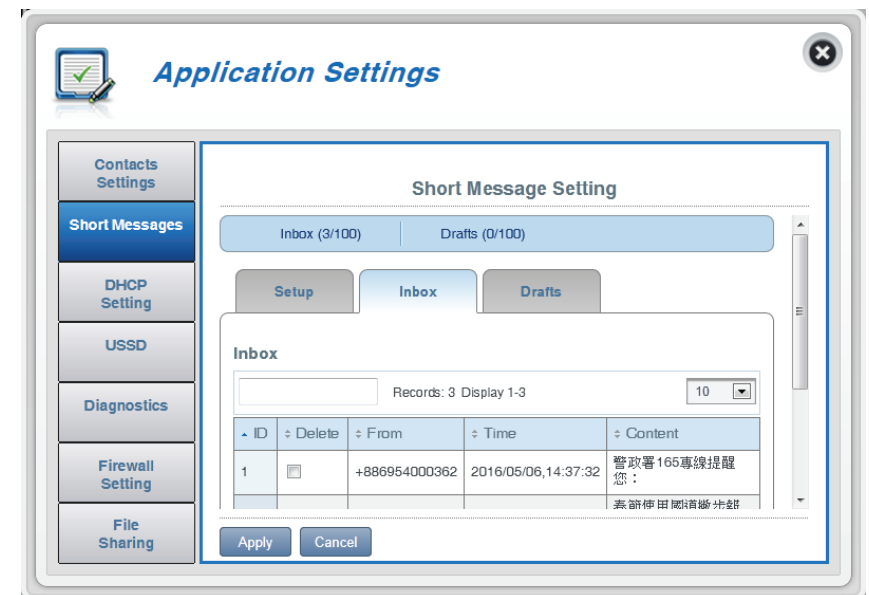 Application Settings
Contacts
Settings
Short Messages
DHCP
Setting
USSD
Diagnostics
Firewall
Setting
File
Sharing
Short Message Setting
Inbox (3/100) Drafts (0/100)
Setup Inbox Drafts
Inbox
Records: 3 Display 1-3 10
ID Delete From Time Content
1 +886954000362 2016/05/06,14:37:32 警政署165專線提醒
您：
Apply Cancel